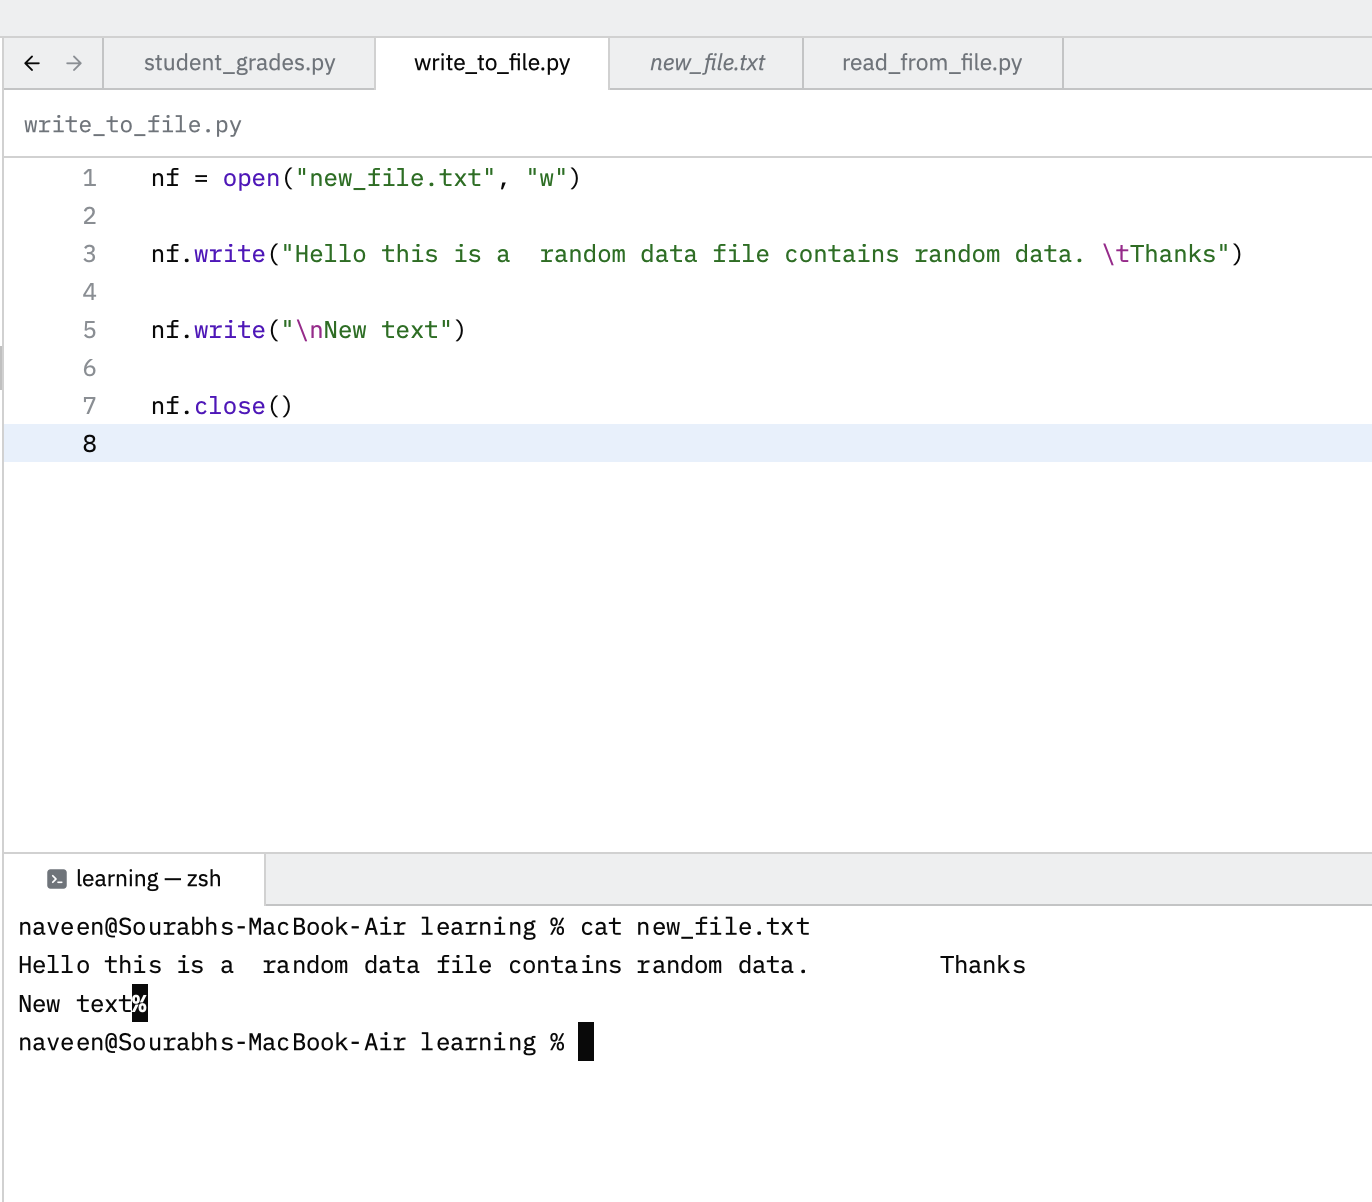 ← → student_grades.py write_to_file.py new_file.txt read_from_file.py
write_to_file.py
1 nf = open("new_file.txt", "w")
2
3 nf.write("Hello this is a  random data file contains random data. \tThanks")
4
5 nf.write("\nNew text")
6
7 nf.close()
8
learning — zsh
naveen@Sourabhs-MacBook-Air learning % cat new_file.txt
Hello this is a  random data file contains random data.         Thanks
New text%
naveen@Sourabhs-MacBook-Air learning %